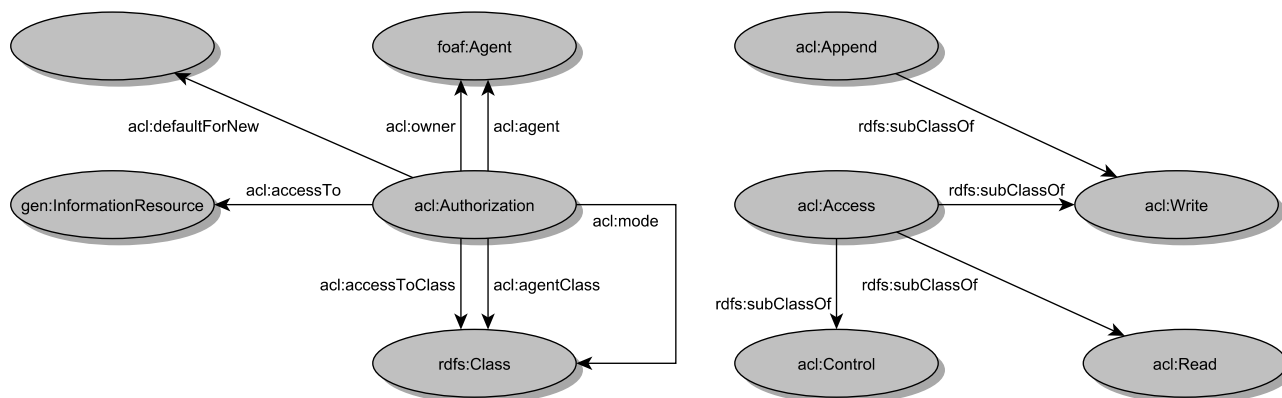 foaf:Agent
acl:Append
acl:defaultForNew
acl:owner
acl:agent
rdfs:subClassOf
gen:InformationResource
acl:accessTo
acl:Authorization
acl:mode
acl:Access
rdfs:subClassOf
acl:Write
acl:accessToClass
acl:agentClass
rdfs:subClassOf
rdfs:subClassOf
rdfs:Class
acl:Control
acl:Read